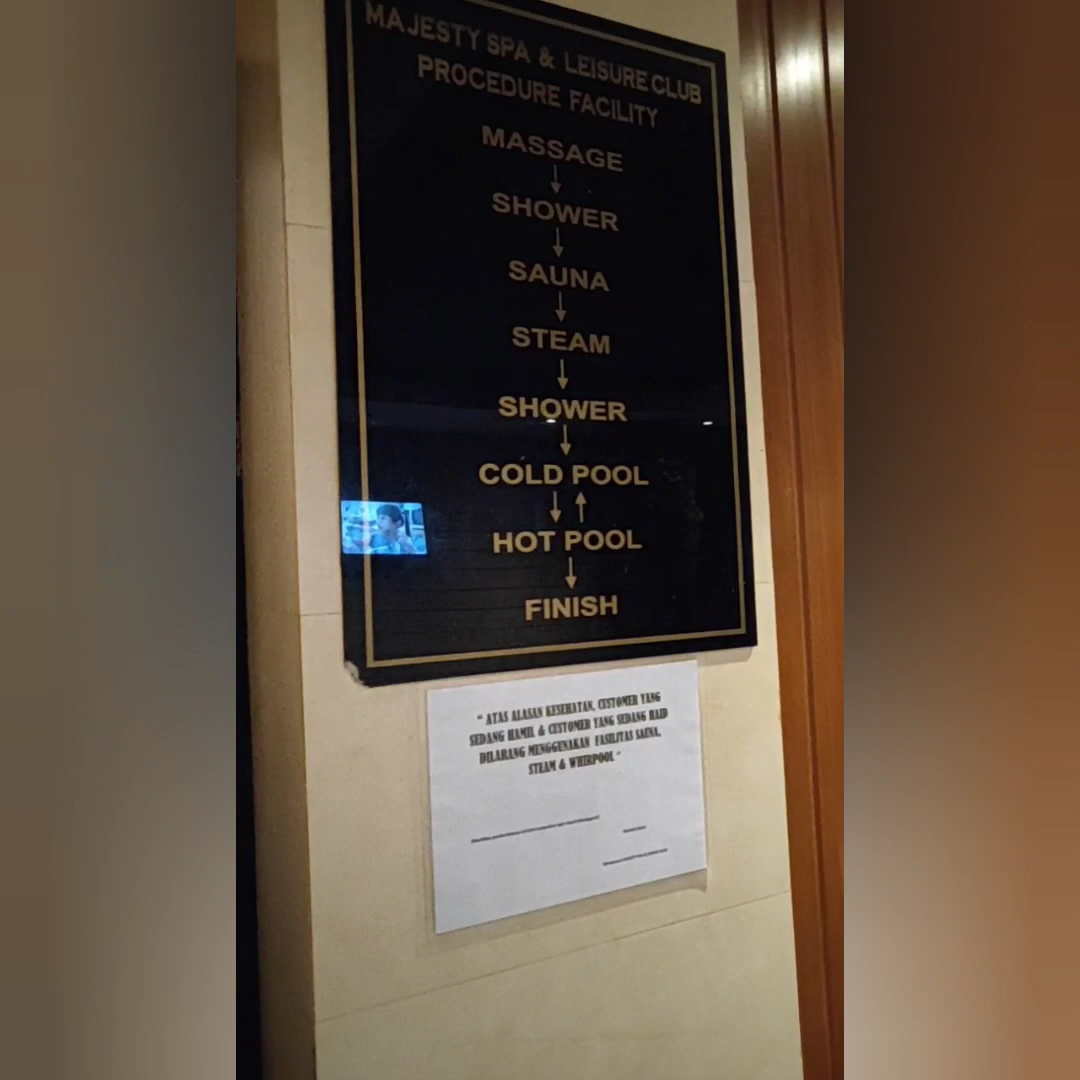 MAJESTY SPA & LEISURE CLUB
PROCEDURE FACILITY
MASSAGE
↓
SHOWER
↓
SAUNA
↓
STEAM
↓
SHOWER
↓
COLD POOL
↓ ↑
HOT POOL
↓
FINISH
“ ATAS ALASAN KESEHATAN, CUSTOMER YANG
SEDANG HAMIL & CUSTOMER YANG SEDANG HAID
DILARANG MENGGUNAKAN FASILITAS SAUNA,
STEAM & WHIRPOOL ”